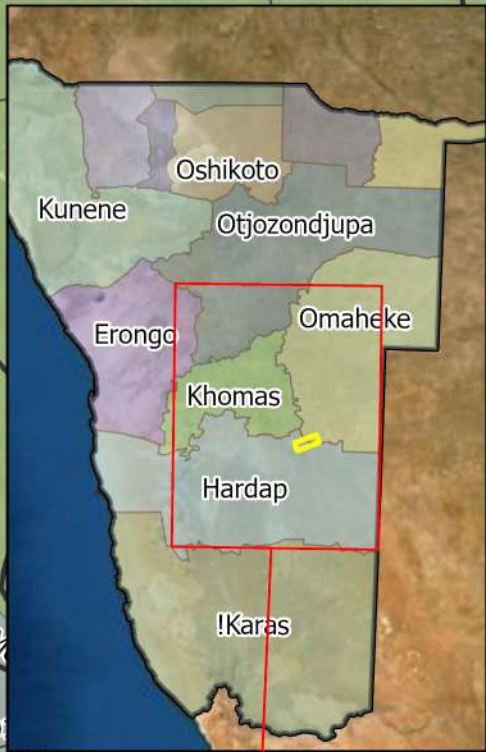 Oshikoto
Kunene
Otjozondjupa
Omaheke
Erongo
Khomas
Hardap
!Karas